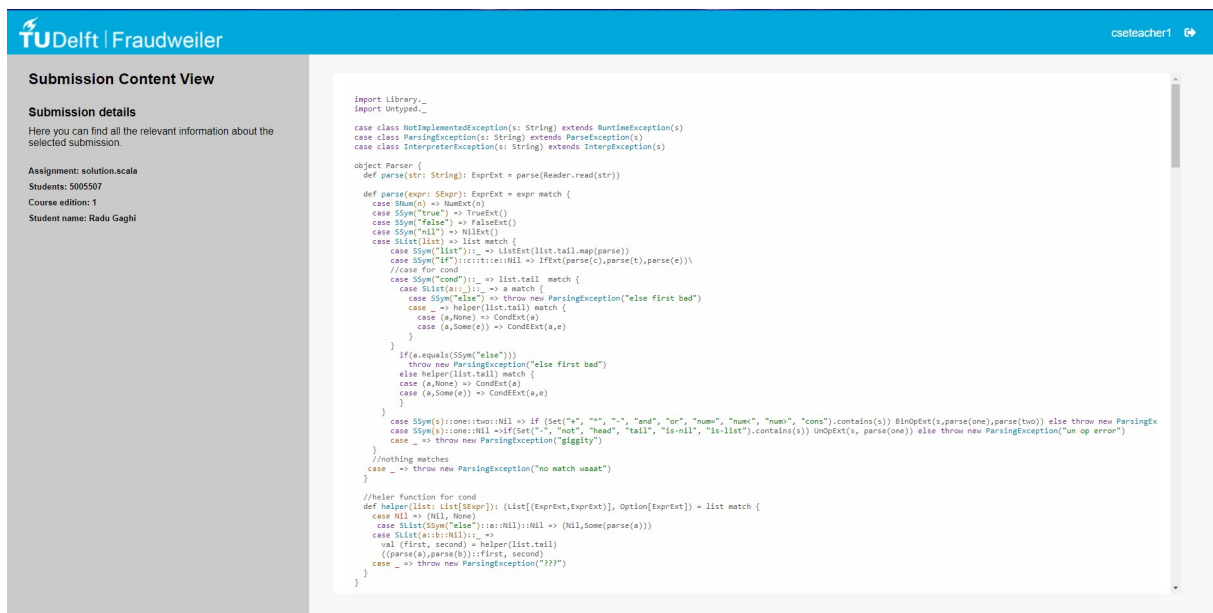 TUDelft | Fraudweiler
cseteacher1
Submission Content View
Submission details
Here you can find all the relevant information about the
selected submission.
Assignment: solution.scala
Students: 5005507
Course edition: 1
Student name: Radu Gaghi
import Library._
import Untyped._
case class NotImplementedException(s: String) extends RuntimeException(s)
case class ParsingException(s: String) extends ParseException(s)
case class InterpreterException(s: String) extends InterpException(s)
object Parser {
def parse(str: String): ExprExt = parse(Reader.read(str))
def parse(expr: SExpr): ExprExt = expr match {
case SNum(n) => NumExt(n)
case SSym("true") => TrueExt()
case SSym("false") => FalseExt()
case SSym("nil") => NilExt()
case SList(list) => list match {
case SSym("list")::_ => ListExt(list.tail.map(parse))
case SSym("if")::c::t::e::Nil => IfExt(parse(c),parse(t),parse(e))\
//case for cond
case SSym("cond")::_ => list.tail  match {
case SList(a::_)::_ => a match {
case SSym("else") => throw new ParsingException("else first bad")
case _ => helper(list.tail) match {
case (a,None) => CondExt(a)
case (a,Some(e)) => CondEExt(a,e)
}
}
if(a.equals(SSym("else")))
throw new ParsingException("else first bad")
else helper(list.tail) match {
case (a,None) => CondExt(a)
case (a,Some(e)) => CondEExt(a,e)
}
}
case SSym(s)::one::two::Nil => if (Set("+", "*", "-", "and", "or", "num=", "num<", "num>", "cons").contains(s)) BinOpExt(s,parse(one),parse(two)) else throw new ParsingEx
case SSym(s)::one::Nil =>if(Set("-", "not", "head", "tail", "is-nil", "is-list").contains(s)) UnOpExt(s, parse(one)) else throw new ParsingException("un op error")
case _ => throw new ParsingException("giggity")
}
//nothing matches
case _ => throw new ParsingException("no match waaat")
}
//heler function for cond
def helper(list: List[SExpr]): (List[(ExprExt,ExprExt)], Option[ExprExt]) = list match {
case Nil => (Nil, None)
case SList(SSym("else")::a::Nil)::Nil => (Nil,Some(parse(a)))
case SList(a::b::Nil)::_ =>
val (first, second) = helper(list.tail)
((parse(a),parse(b))::first, second)
case _ => throw new ParsingException("???")
}
}